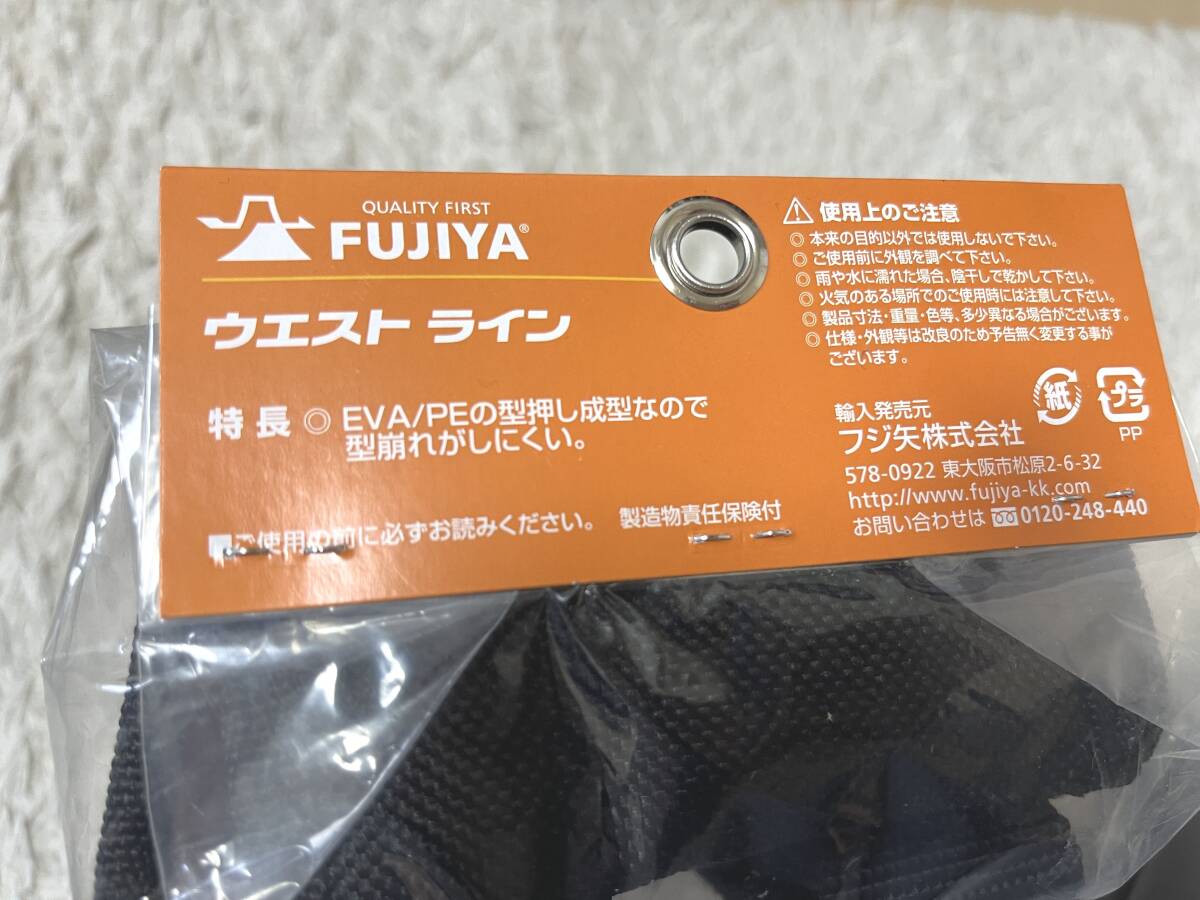 QUALITY FIRST
FUJIYA®
ウエスト ライン
特長 ◎ EVA/PEの型押し成型なので
型崩れがしにくい。
■ご使用の前に必ずお読みください。
製造物責任保険付
⚠ 使用上のご注意
◎ 本来の目的以外では使用しないで下さい。
◎ ご使用前に外観を調べて下さい。
◎ 雨や水に濡れた場合、陰干しで乾かして下さい。
◎ 火気のある場所でのご使用時には注意して下さい。
◎ 製品寸法・重量・色等、多少異なる場合がございます。
◎ 仕様・外観等は改良のため予告無く変更する事が
ございます。
紙
プラ
PP
輸入発売元
フジ矢株式会社
578-0922 東大阪市松原2-6-32
http://www.fujiya-kk.com
お問い合わせは 0120-248-440